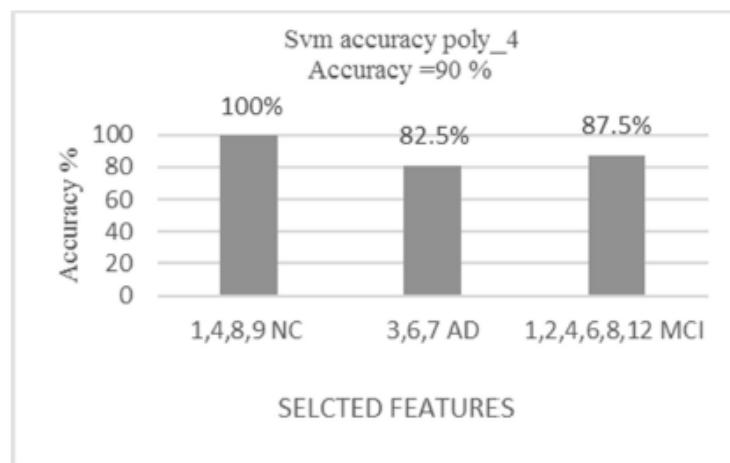 Svm accuracy poly_4
Accuracy =90 %
100%
82.5%
87.5%
Accuracy %
100
80
60
40
20
0
1,4,8,9 NC
3,6,7 AD
1,2,4,6,8,12 MCI
SELCTED FEATURES